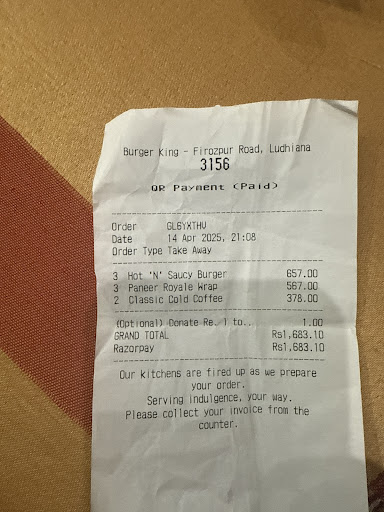 Burger King - Firozpur Road, Ludhiana
3156
QR Payment (Paid)
Order GL6YXTHV
Date 14 Apr 2025, 21:08
Order Type Take Away
3 Hot 'N' Saucy Burger 657.00
3 Paneer Royale Wrap 567.00
2 Classic Cold Coffee 378.00
(Optional) Donate Re. 1 to.. 1.00
GRAND TOTAL Rs1,683.10
Razorpay Rs1,683.10
Our kitchens are fired up as we prepare
your order.
Serving indulgence, your way.
Please collect your invoice from the
counter.